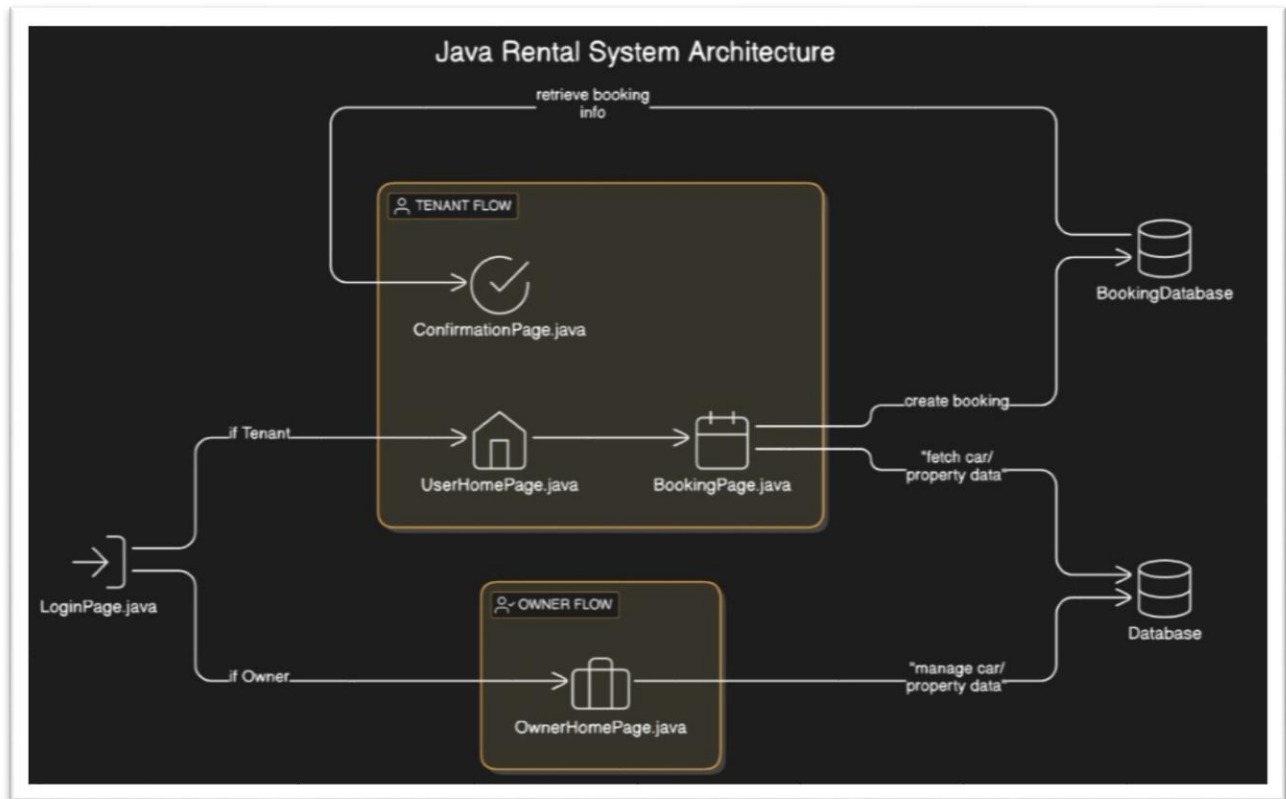 Java Rental System Architecture
retrieve booking
info
TENANT FLOW
ConfirmationPage.java
BookingDatabase
create booking
if Tenant
"fetch car/
property data"
UserHomePage.java
BookingPage.java
LoginPage.java
OWNER FLOW
Database
if Owner
"manage car/
property data"
OwnerHomePage.java